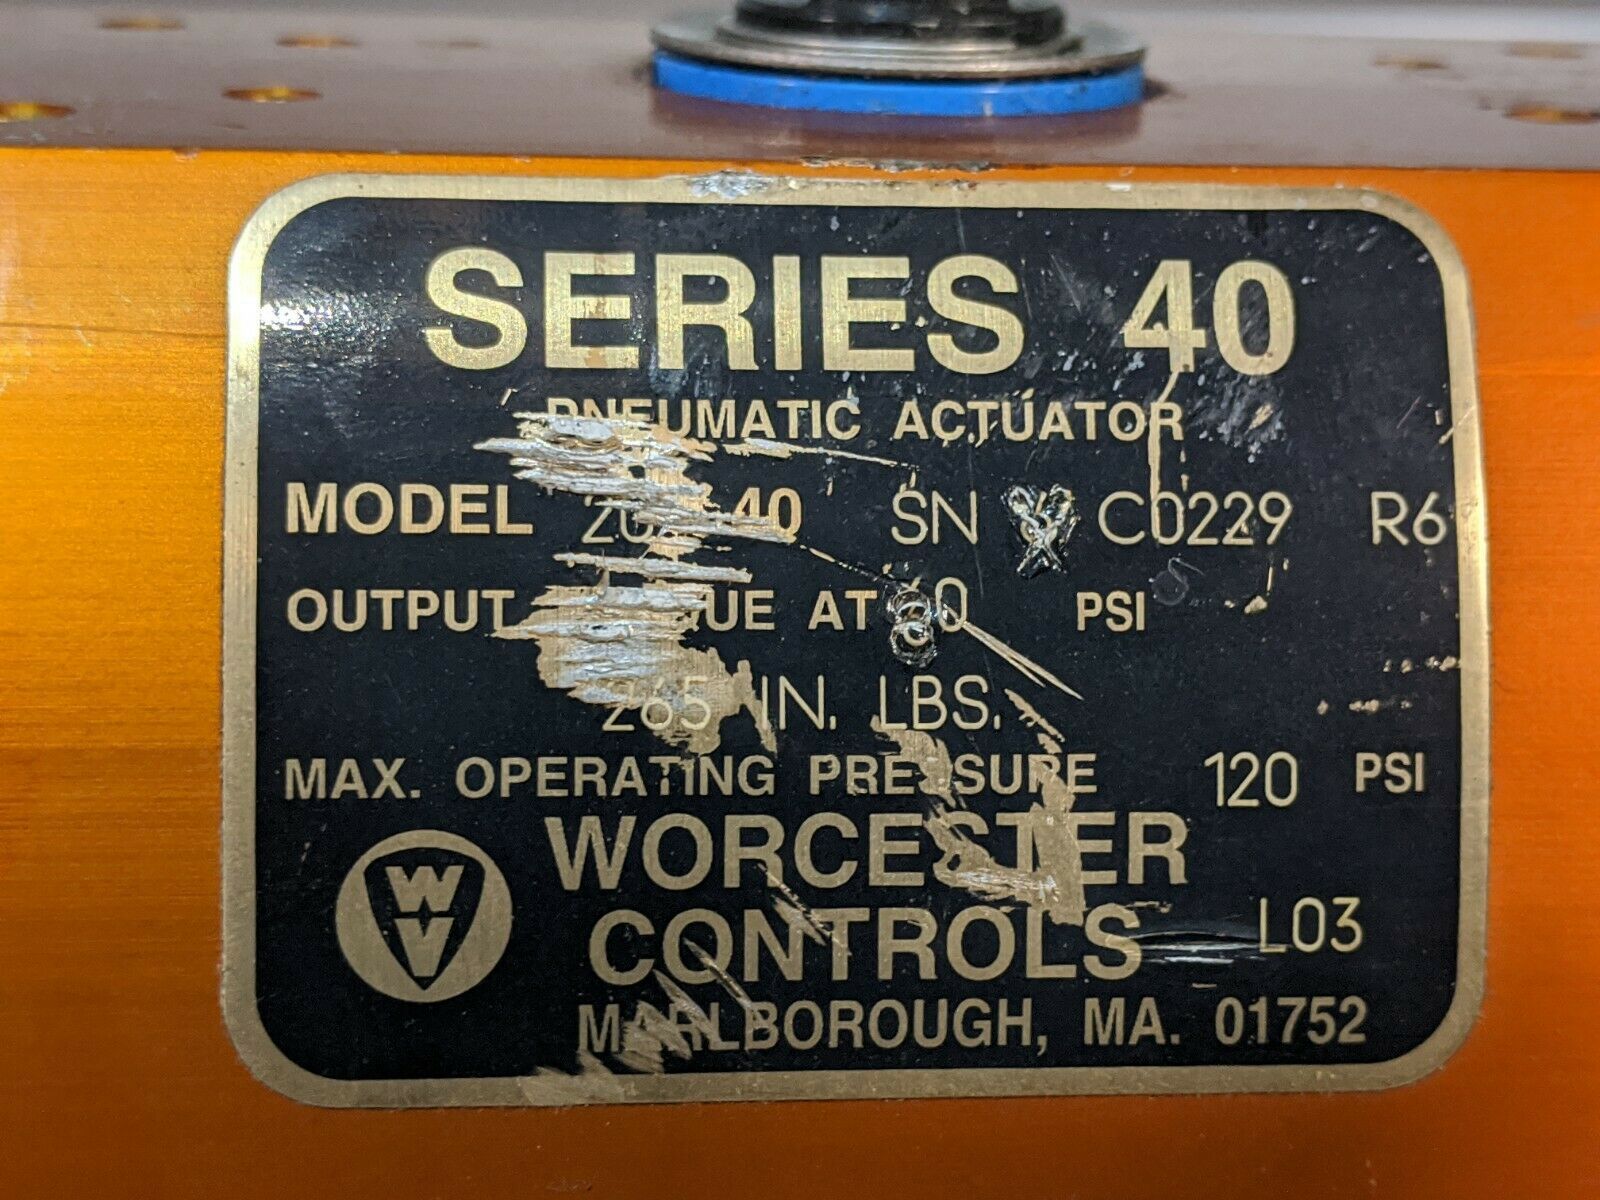 SERIES 40
PNEUMATIC ACTUATOR
MODEL 40 SN C0229 R6
OUTPUT AT PSI
265 IN. LBS.
MAX. OPERATING PRESSURE 120 PSI
WORCESTER
CONTROLS L03
MARLBOROUGH, MA. 01752
W
V